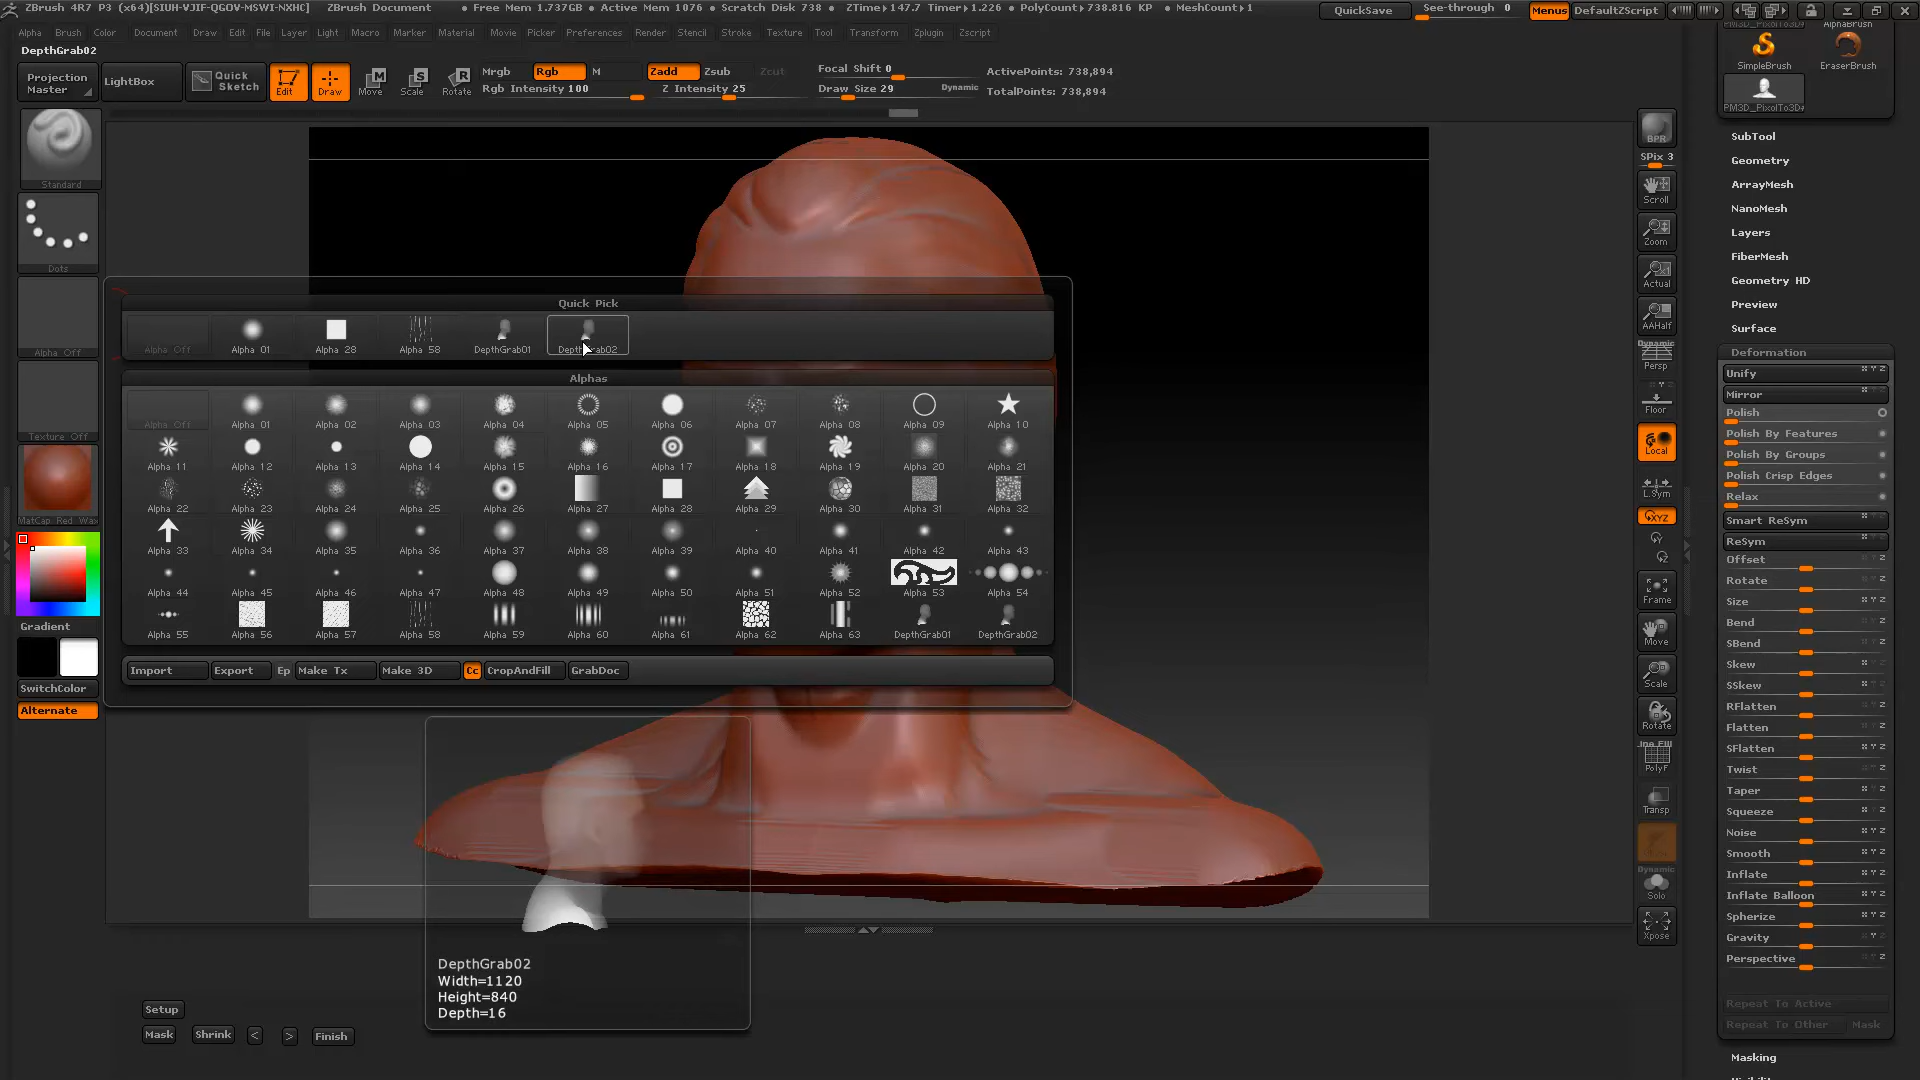 ZBrush 4R7 P3 (x64)[SIUH-VJIF-QGOV-MSWI-NXHC] ZBrush Document • Free Mem 1.737GB • Active Mem 1076 • Scratch Disk 738 • ZTime▸147.7 Timer▸1.226 • PolyCount▸738.816 KP • MeshCount▸1 QuickSave See-through 0 Menus DefaultZScript
Alpha Brush Color Document Draw Edit File Layer Light Macro Marker Material Movie Picker Preferences Render Stencil Stroke Texture Tool Transform Zplugin Zscript
DepthGrab02
Projection Master
LightBox
Quick Sketch
Edit
Draw
Move
Scale
Rotate
Mrgb Rgb M
Rgb Intensity 100
Zadd Zsub Zcut
Z Intensity 25
Focal Shift 0
Draw Size 29 Dynamic
ActivePoints: 738,894
TotalPoints: 738,894
AlphaBrush
SimpleBrush EraserBrush
PM3D_PixolTo3D
Standard
Dots
Alpha Off
Texture Off
MatCap Red Wax
Gradient
SwitchColor
Alternate
Quick Pick
Alpha Off Alpha 01 Alpha 28 Alpha 58 DepthGrab01 DepthGrab02
Alphas
Alpha Off Alpha 01 Alpha 02 Alpha 03 Alpha 04 Alpha 05 Alpha 06 Alpha 07 Alpha 08 Alpha 09 Alpha 10
Alpha 11 Alpha 12 Alpha 13 Alpha 14 Alpha 15 Alpha 16 Alpha 17 Alpha 18 Alpha 19 Alpha 20 Alpha 21
Alpha 22 Alpha 23 Alpha 24 Alpha 25 Alpha 26 Alpha 27 Alpha 28 Alpha 29 Alpha 30 Alpha 31 Alpha 32
Alpha 33 Alpha 34 Alpha 35 Alpha 36 Alpha 37 Alpha 38 Alpha 39 Alpha 40 Alpha 41 Alpha 42 Alpha 43
Alpha 44 Alpha 45 Alpha 46 Alpha 47 Alpha 48 Alpha 49 Alpha 50 Alpha 51 Alpha 52 Alpha 53 Alpha 54
Alpha 55 Alpha 56 Alpha 57 Alpha 58 Alpha 59 Alpha 60 Alpha 61 Alpha 62 Alpha 63 DepthGrab01 DepthGrab02
Import Export Ep Make Tx Make 3D Cc CropAndFill GrabDoc
DepthGrab02
Width=1120
Height=840
Depth=16
Setup
Mask Shrink < > Finish
BPR
SPix 3
Scroll
Zoom
Actual
AAHalf
Dynamic
Persp
Floor
Local
L.Sym
XYZ
Frame
Move
Scale
Rotate
Line Fill
PolyF
Transp
Dynamic
Solo
Xpose
SubTool
Geometry
ArrayMesh
NanoMesh
Layers
FiberMesh
Geometry HD
Preview
Surface
Deformation
Unify
Mirror
Polish
Polish By Features
Polish By Groups
Polish Crisp Edges
Relax
Smart ReSym
ReSym
Offset
Rotate
Size
Bend
SBend
Skew
SSkew
RFlatten
Flatten
SFlatten
Twist
Taper
Squeeze
Noise
Smooth
Inflate
Inflate Balloon
Spherize
Gravity
Perspective
Repeat To Active
Repeat To Other Mask
Masking